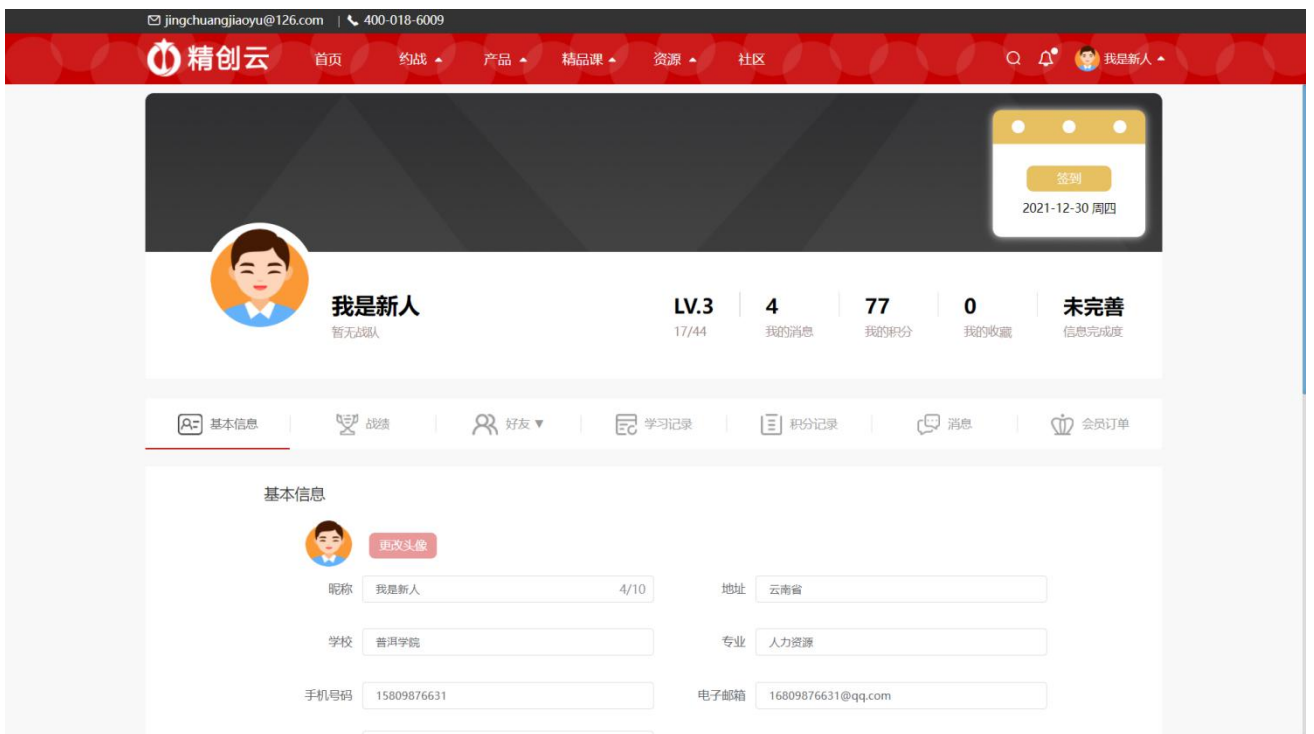 jingchuangjiaoyu@126.com | 400-018-6009
精创云 首页 约战 产品 精品课 资源 社区 我是新人
签到
2021-12-30 周四
我是新人 LV.3 4 77 0 未完善
暂无战队 17/44 我的消息 我的积分 我的收藏 信息完成度
基本信息 战绩 好友▼ 学习记录 积分记录 消息 会员订单
基本信息
更改头像
昵称 我是新人 4/10 地址 云南省
学校 普洱学院 专业 人力资源
手机号码 15809876631 电子邮箱 16809876631@qq.com